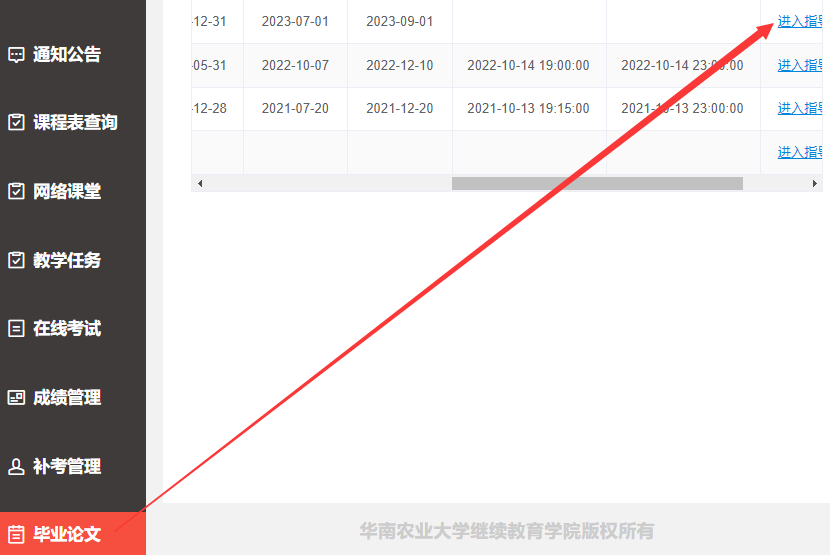 通知公告
课程表查询
网络课堂
教学任务
在线考试
成绩管理
补考管理
毕业论文
-12-31 2023-07-01 2023-09-01 进入指导
05-31 2022-10-07 2022-12-10 2022-10-14 19:00:00 2022-10-14 23:00:00 进入指导
-12-28 2021-07-20 2021-12-20 2021-10-13 19:15:00 2021-10-13 23:00:00 进入指导
进入指导
华南农业大学继续教育学院版权所有